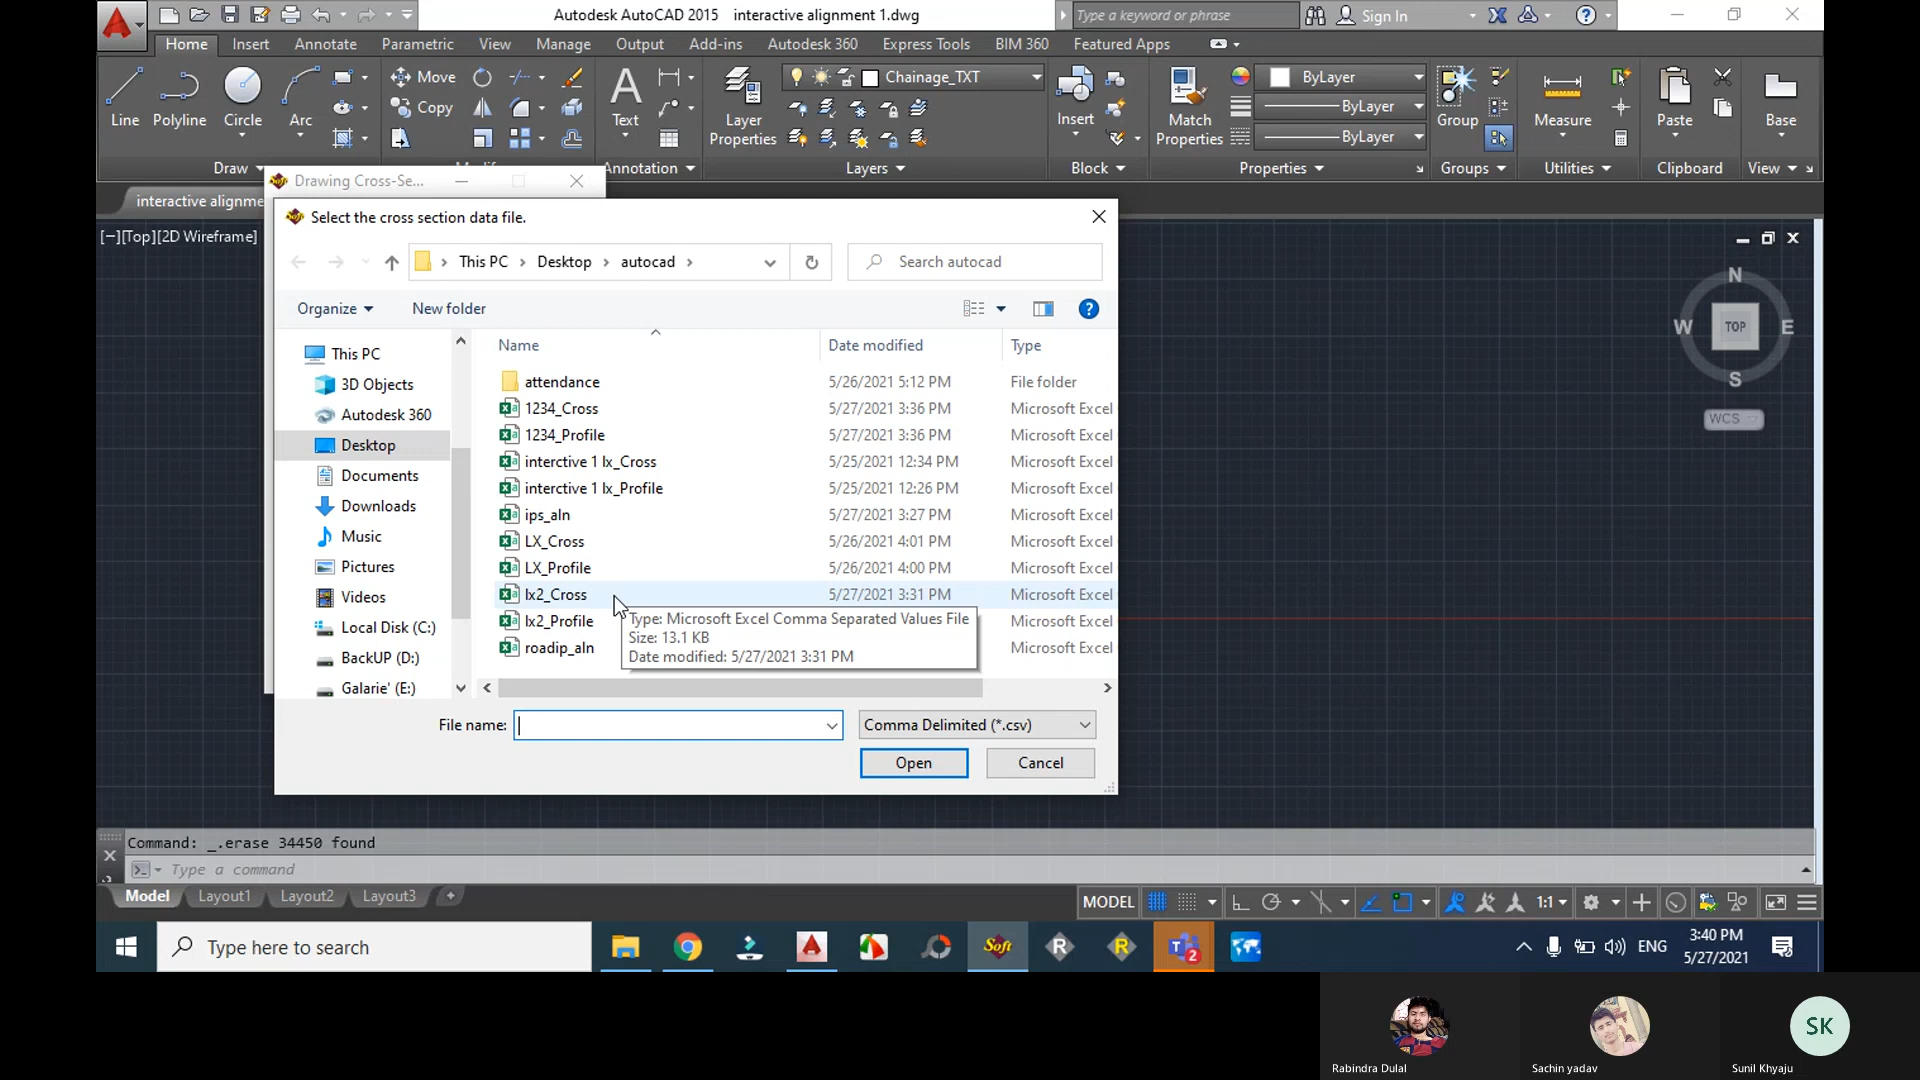 Autodesk AutoCAD 2015 interactive alignment 1.dwg
Type a keyword or phrase
Sign In
Home Insert Annotate Parametric View Manage Output Add-ins Autodesk 360 Express Tools BIM 360 Featured Apps
Line Polyline Circle Arc
Move
Copy
Text
Layer Properties
Chainage_TXT
Insert
Match Properties
ByLayer
ByLayer
ByLayer
Group
Measure
Paste
Base
Draw
Annotation
Layers
Block
Properties
Groups
Utilities
Clipboard
View
interactive alignme
Drawing Cross-Se...
[−][Top][2D Wireframe]
Select the cross section data file.
This PC > Desktop > autocad >
Search autocad
Organize
New folder
Name Date modified Type
This PC
3D Objects
Autodesk 360
Desktop
Documents
Downloads
Music
Pictures
Videos
Local Disk (C:)
BackUP (D:)
Galarie' (E:)
attendance 5/26/2021 5:12 PM File folder
1234_Cross 5/27/2021 3:36 PM Microsoft Excel
1234_Profile 5/27/2021 3:36 PM Microsoft Excel
interctive 1 lx_Cross 5/25/2021 12:34 PM Microsoft Excel
interctive 1 lx_Profile 5/25/2021 12:26 PM Microsoft Excel
ips_aln 5/27/2021 3:27 PM Microsoft Excel
LX_Cross 5/26/2021 4:01 PM Microsoft Excel
LX_Profile 5/26/2021 4:00 PM Microsoft Excel
lx2_Cross 5/27/2021 3:31 PM Microsoft Excel
lx2_Profile Microsoft Excel
roadip_aln Microsoft Excel
Type: Microsoft Excel Comma Separated Values File
Size: 13.1 KB
Date modified: 5/27/2021 3:31 PM
File name:
Comma Delimited (*.csv)
Open Cancel
N
W TOP E
S
WCS
Command: _.erase 34450 found
Type a command
Model Layout1 Layout2 Layout3 +
MODEL
1:1
Type here to search
Soft
R
R
2
ENG
3:40 PM
5/27/2021
SK
Rabindra Dulal
Sachin yadav
Sunil Khyaju